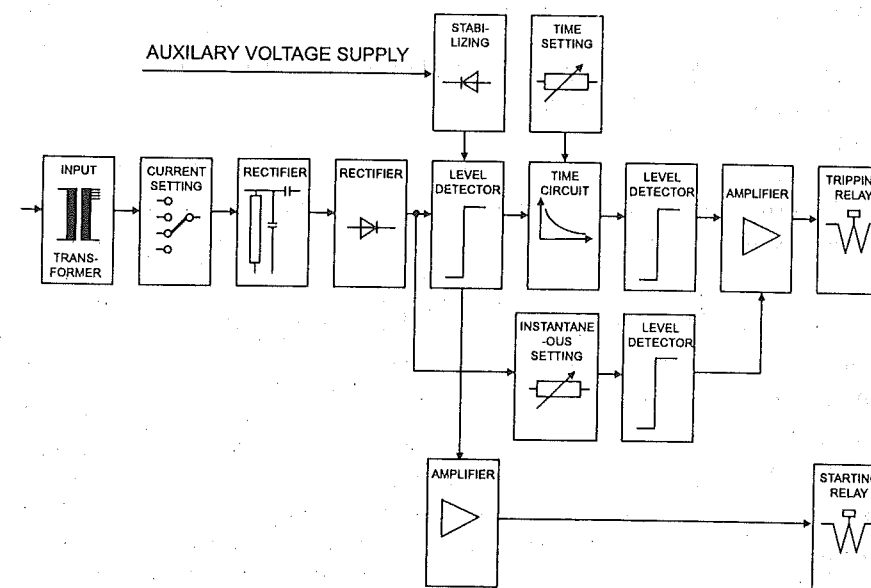 STABI-
LIZING
TIME
SETTING
AUXILARY VOLTAGE SUPPLY
INPUT
TRANS-
FORMER
CURRENT
SETTING
RECTIFIER
RECTIFIER
LEVEL
DETECTOR
TIME
CIRCUIT
LEVEL
DETECTOR
AMPLIFIER
TRIPPIN
RELAY
INSTANTANE
-OUS
SETTING
LEVEL
DETECTOR
AMPLIFIER
STARTING
RELAY